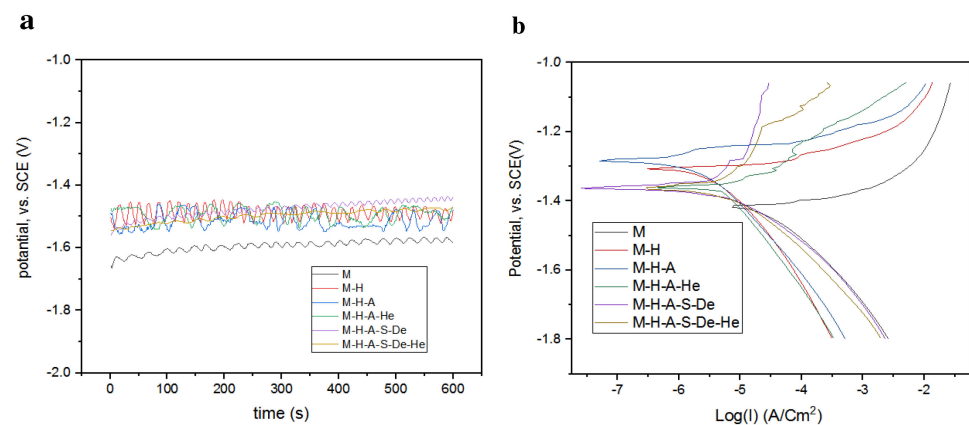 a
-1.0
-1.2
-1.4
-1.6
-1.8
-2.0
potantial, vs. SCE (V)
0
100
200
300
400
500
600
time (s)
M
M-H
M-H-A
M-H-A-He
M-H-A-S-De
M-H-A-S-De-He
b
-1.0
-1.2
-1.4
-1.6
-1.8
Potential, vs. SCE(V)
-7
-6
-5
-4
-3
-2
Log(I) (A/Cm²)
M
M-H
M-H-A
M-H-A-He
M-H-A-S-De
M-H-A-S-De-He